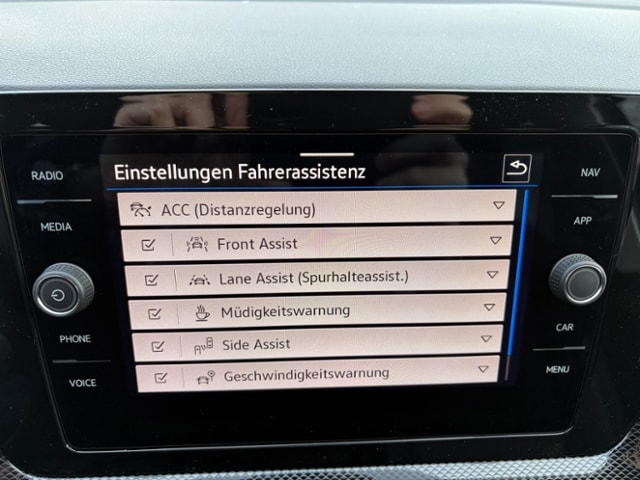 Einstellungen Fahrerassistenz
ACC (Distanzregelung)
Front Assist
Lane Assist (Spurhalteassist.)
Müdigkeitswarnung
Side Assist
Geschwindigkeitswarnung
RADIO
MEDIA
PHONE
VOICE
NAV
APP
CAR
MENU